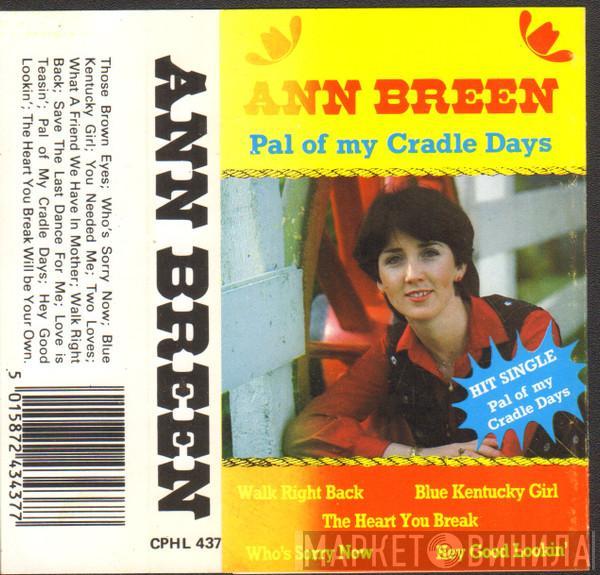 Those Brown Eyes; Who's Sorry Now; Blue
Kentucky Girl; You Needed Me; Two Loves;
What A Friend We Have In Mother; Walk Right
Back; Save The Last Dance For Me; Love is
Teasin'; Pal of My Cradle Days; Hey Good
Lookin'; The Heart You Break Will be Your Own.
5 015872 434377
ANN BREEN
CPHL 437
ANN BREEN
Pal of my Cradle Days
HIT SINGLE
Pal of my
Cradle Days
Walk Right Back Blue Kentucky Girl
The Heart You Break
Who's Sorry Now Hey Good Lookin'
МАРКЕТ ВИНИЛА